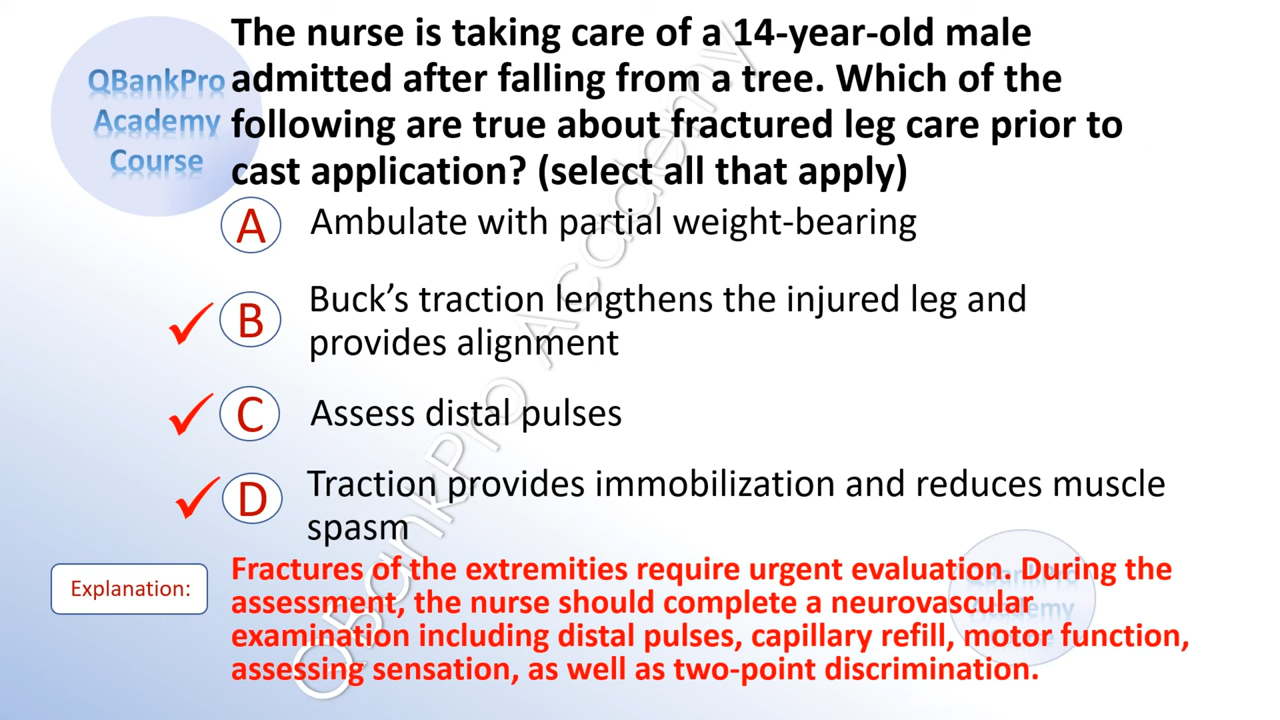 The nurse is taking care of a 14-year-old male
admitted after falling from a tree. Which of the
following are true about fractured leg care prior to
cast application? (select all that apply)
QBankPro
Academy
Course
A Ambulate with partial weight-bearing
B Buck’s traction lengthens the injured leg and
provides alignment
C Assess distal pulses
D Traction provides immobilization and reduces muscle
spasm
Explanation:
Fractures of the extremities require urgent evaluation. During the
assessment, the nurse should complete a neurovascular
examination including distal pulses, capillary refill, motor function,
assessing sensation, as well as two-point discrimination.
QBankPro Academy
QBankPro
Academy